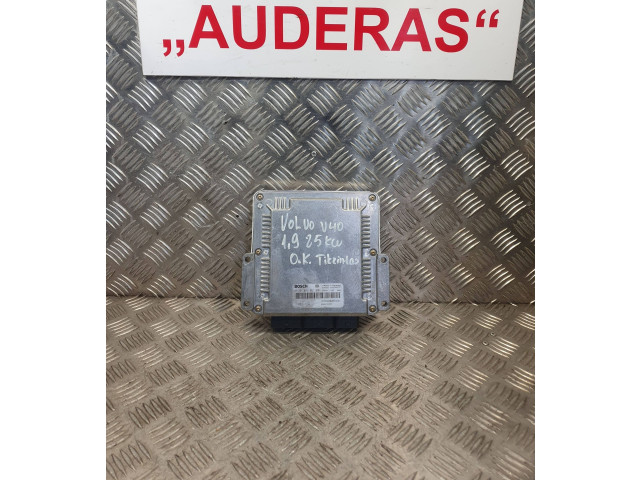 „AUDERAS“
VOLVO V40
1,9 85 kW
O.K. Tikrintas
BOSCH